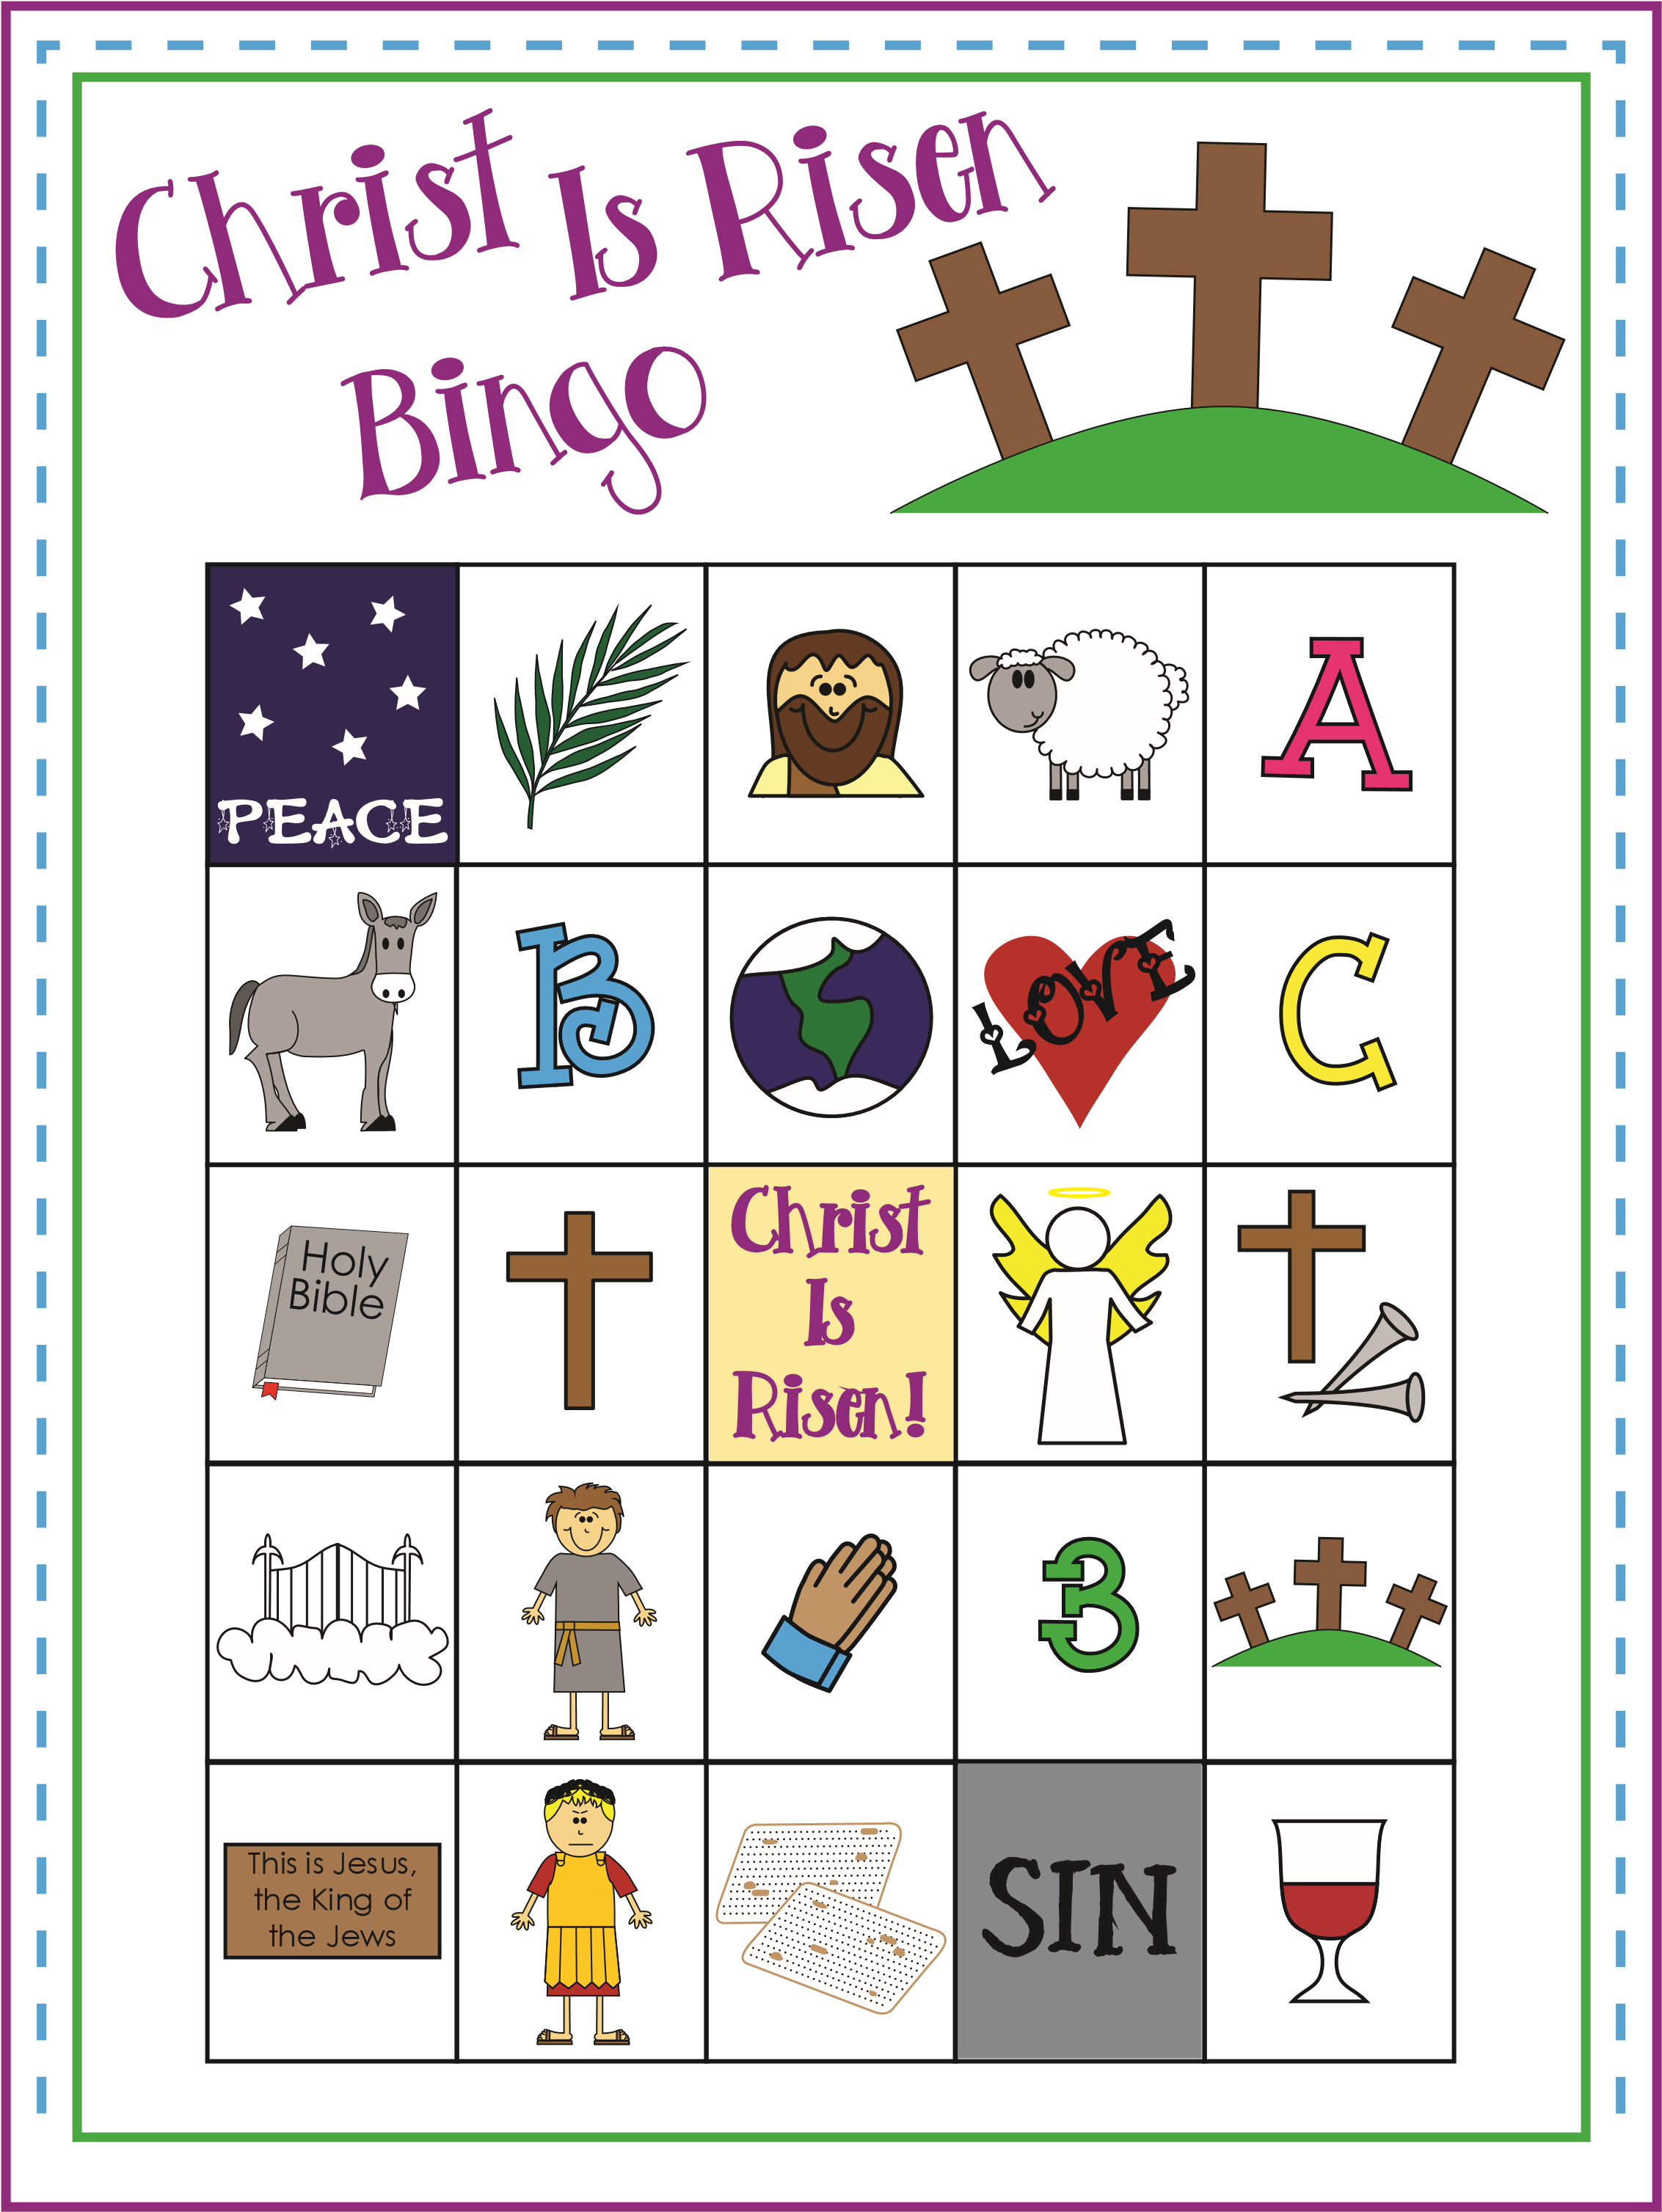 Christ Is Risen
Bingo
PEACE
A
B
LOVE
C
Holy
Bible
Christ
Is
Risen!
3
This is Jesus,
the King of
the Jews
SIN